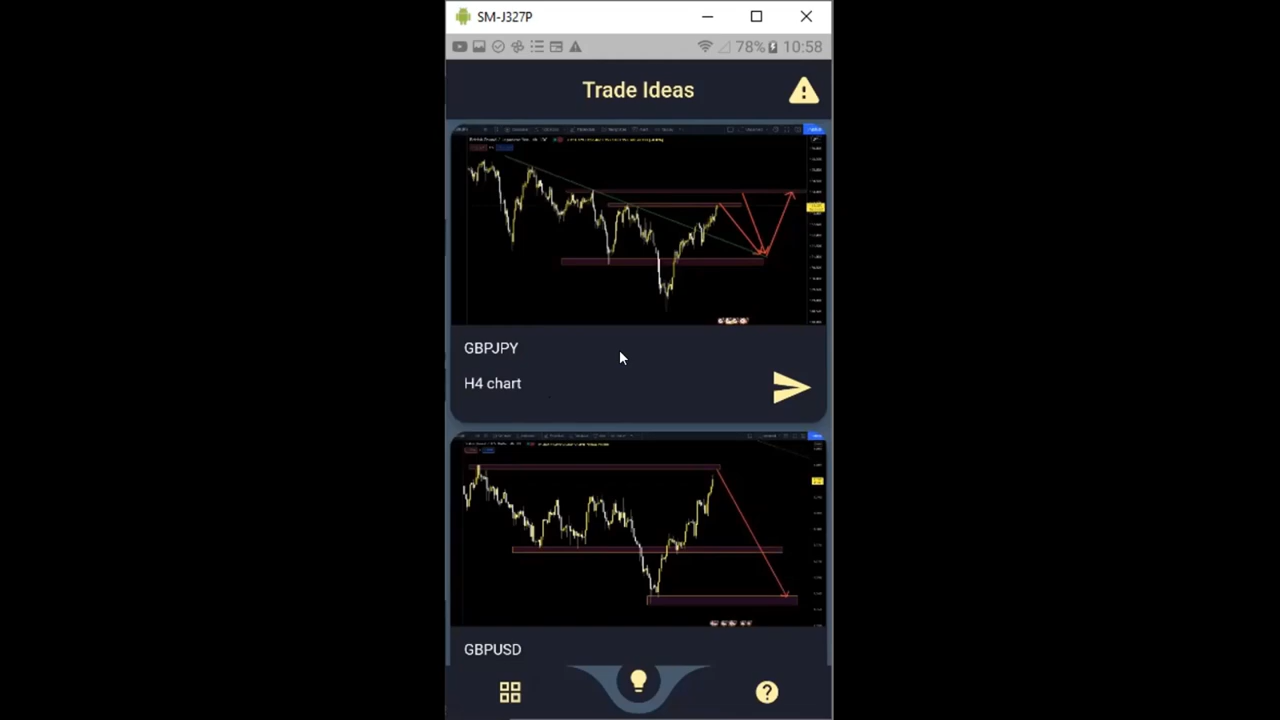 SM-J327P
78% 10:58
Trade Ideas
GBPJPY
H4 chart
GBPUSD